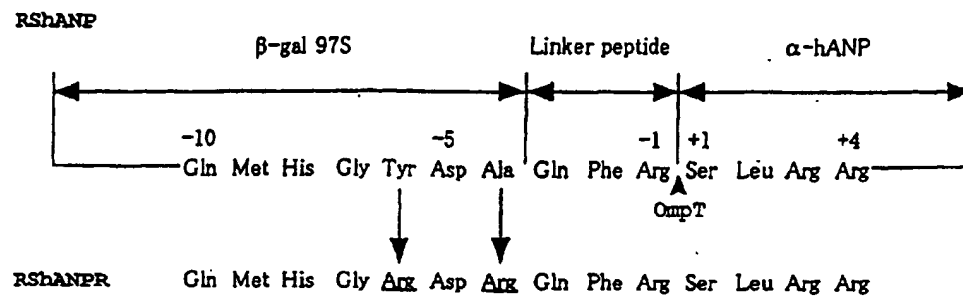 RShANP
β-gal 97S Linker peptide α-hANP
-10 -5 -1 +1 +4
Gln Met His Gly Tyr Asp Ala Gln Phe Arg Ser Leu Arg Arg
OmpT
RShANPR Gln Met His Gly Arg Asp Arg Gln Phe Arg Ser Leu Arg Arg